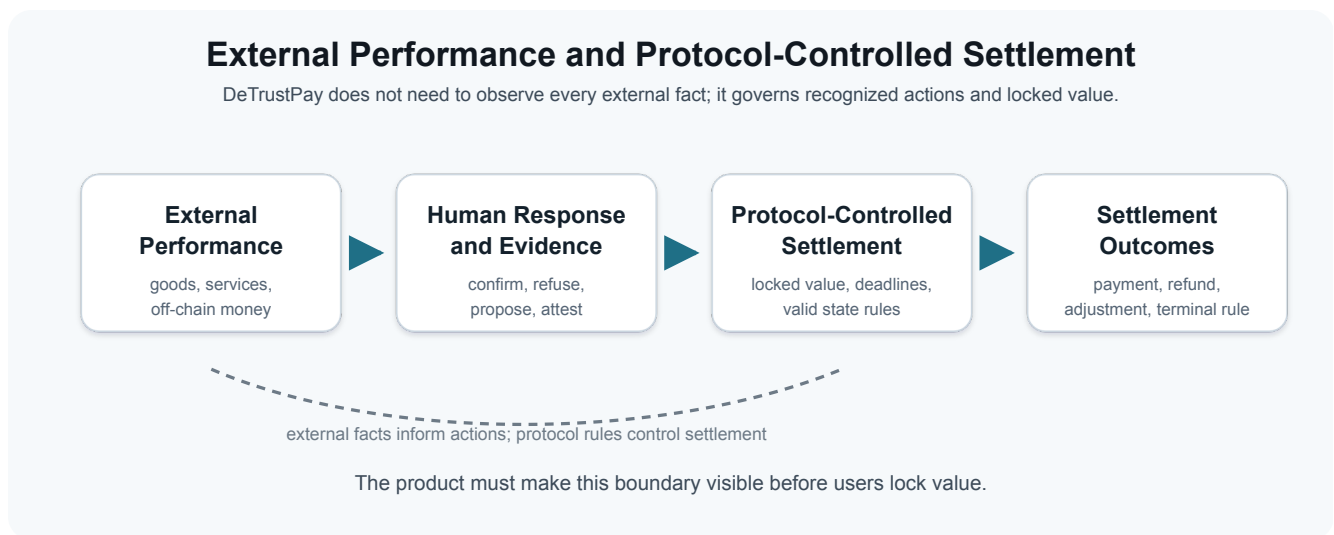 External Performance and Protocol-Controlled Settlement
DeTrustPay does not need to observe every external fact; it governs recognized actions and locked value.
External
Performance
goods, services,
off-chain money
Human Response
and Evidence
confirm, refuse,
propose, attest
Protocol-Controlled
Settlement
locked value, deadlines,
valid state rules
Settlement
Outcomes
payment, refund,
adjustment, terminal rule
external facts inform actions; protocol rules control settlement
The product must make this boundary visible before users lock value.